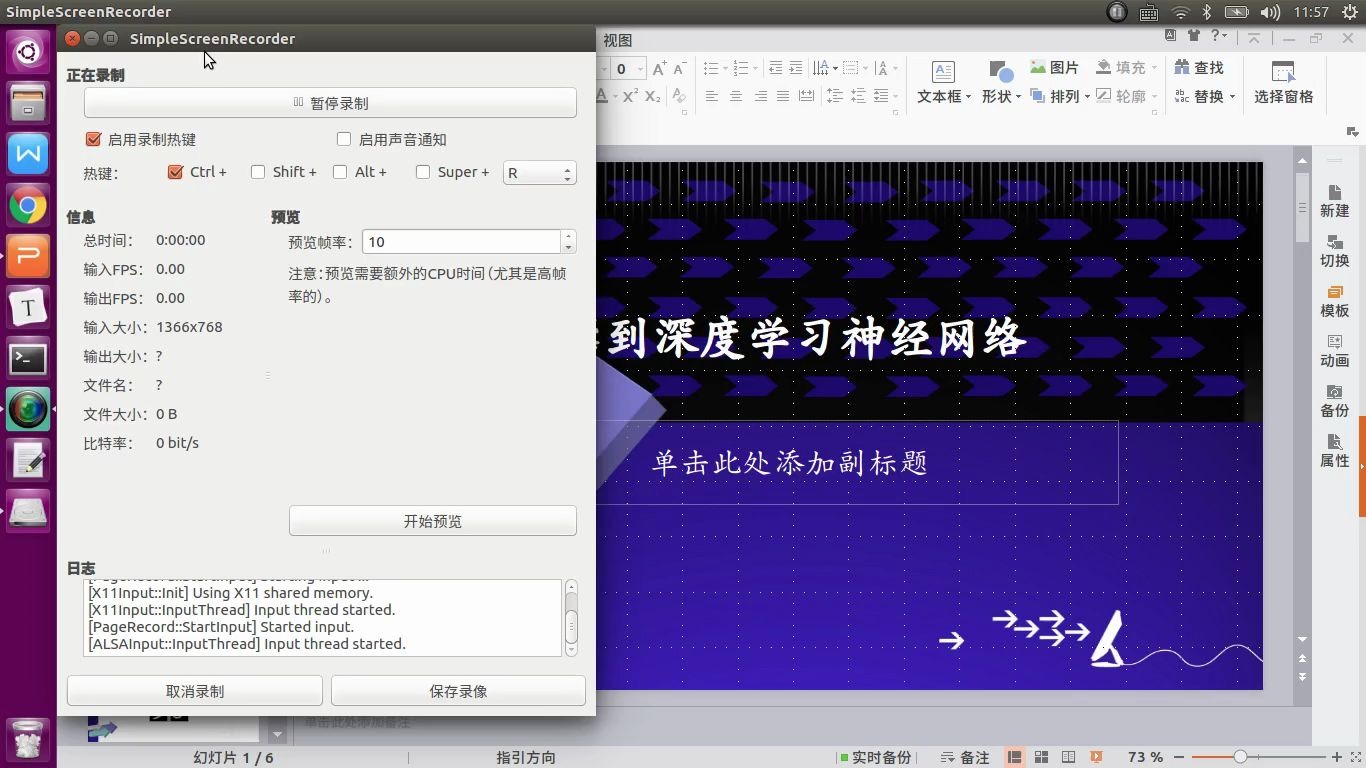 SimpleScreenRecorder
11:57
SimpleScreenRecorder
正在录制
暂停录制
启用录制热键
启用声音通知
热键:
Ctrl +
Shift +
Alt +
Super +
R
信息
总时间: 0:00:00
输入FPS: 0.00
输出FPS: 0.00
输入大小: 1366x768
输出大小: ?
文件名: ?
文件大小: 0 B
比特率: 0 bit/s
预览
预览帧率: 10
注意:预览需要额外的CPU时间(尤其是高帧
率的)。
开始预览
日志
[PageRecord::StartInput] Starting input ...
[X11Input::Init] Using X11 shared memory.
[X11Input::InputThread] Input thread started.
[PageRecord::StartInput] Started input.
[ALSAInput::InputThread] Input thread started.
取消录制
保存录像
视图
0
文本框
形状
图片
排列
填充
轮廓
查找
替换
选择窗格
到深度学习神经网络
单击此处添加副标题
新建
切换
模板
动画
备份
属性
单击此处添加备注
幻灯片 1 / 6
指引方向
实时备份
备注
73 %